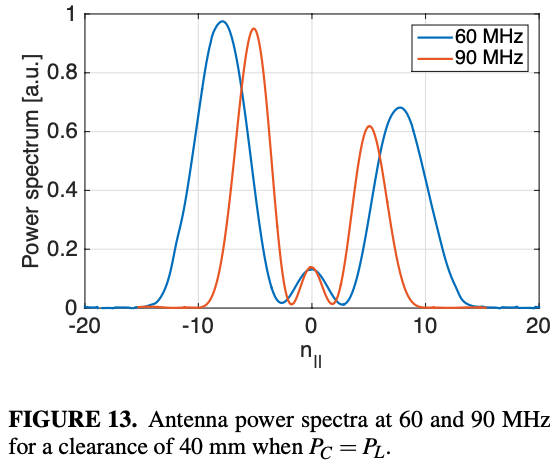 1
0.8
0.6
0.4
0.2
0
Power spectrum [a.u.]
60 MHz
90 MHz
-20
-10
0
10
20
n||
FIGURE 13. Antenna power spectra at 60 and 90 MHz
for a clearance of 40 mm when PC = PL.